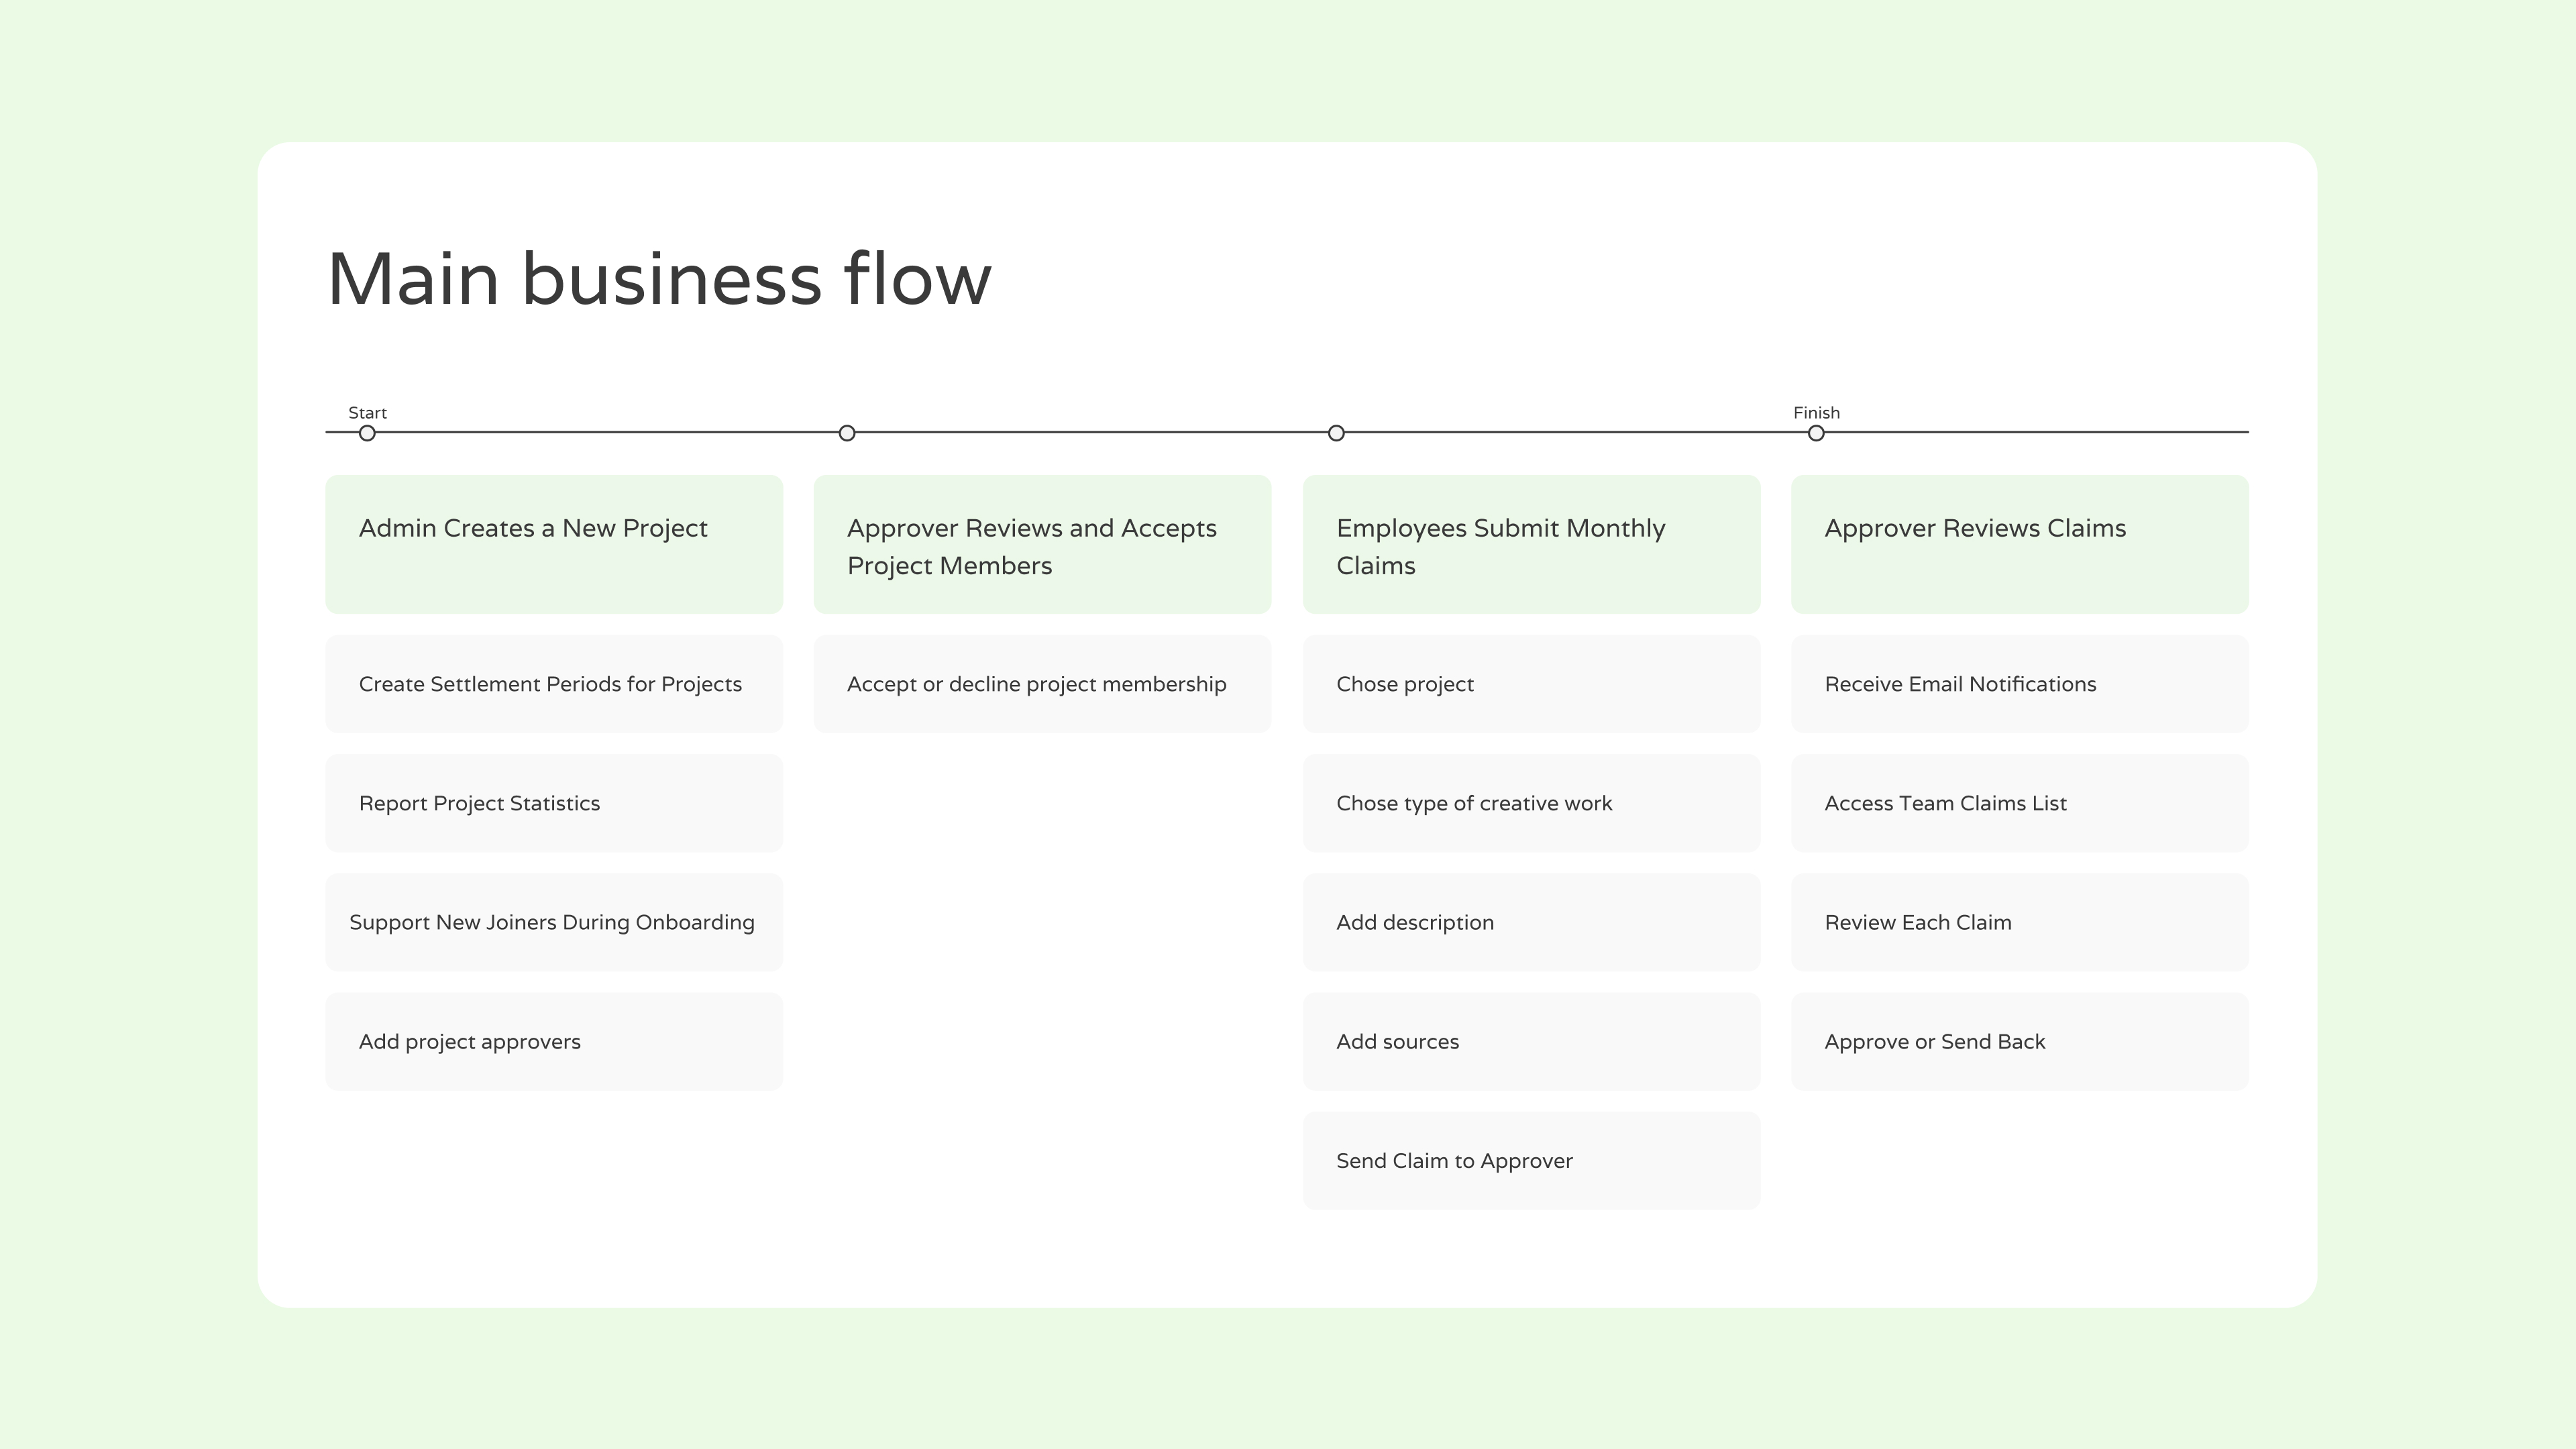 Main business flow
Start
Finish
Admin Creates a New Project
Create Settlement Periods for Projects
Report Project Statistics
Support New Joiners During Onboarding
Add project approvers
Approver Reviews and Accepts
Project Members
Accept or decline project membership
Employees Submit Monthly
Claims
Chose project
Chose type of creative work
Add description
Add sources
Send Claim to Approver
Approver Reviews Claims
Receive Email Notifications
Access Team Claims List
Review Each Claim
Approve or Send Back